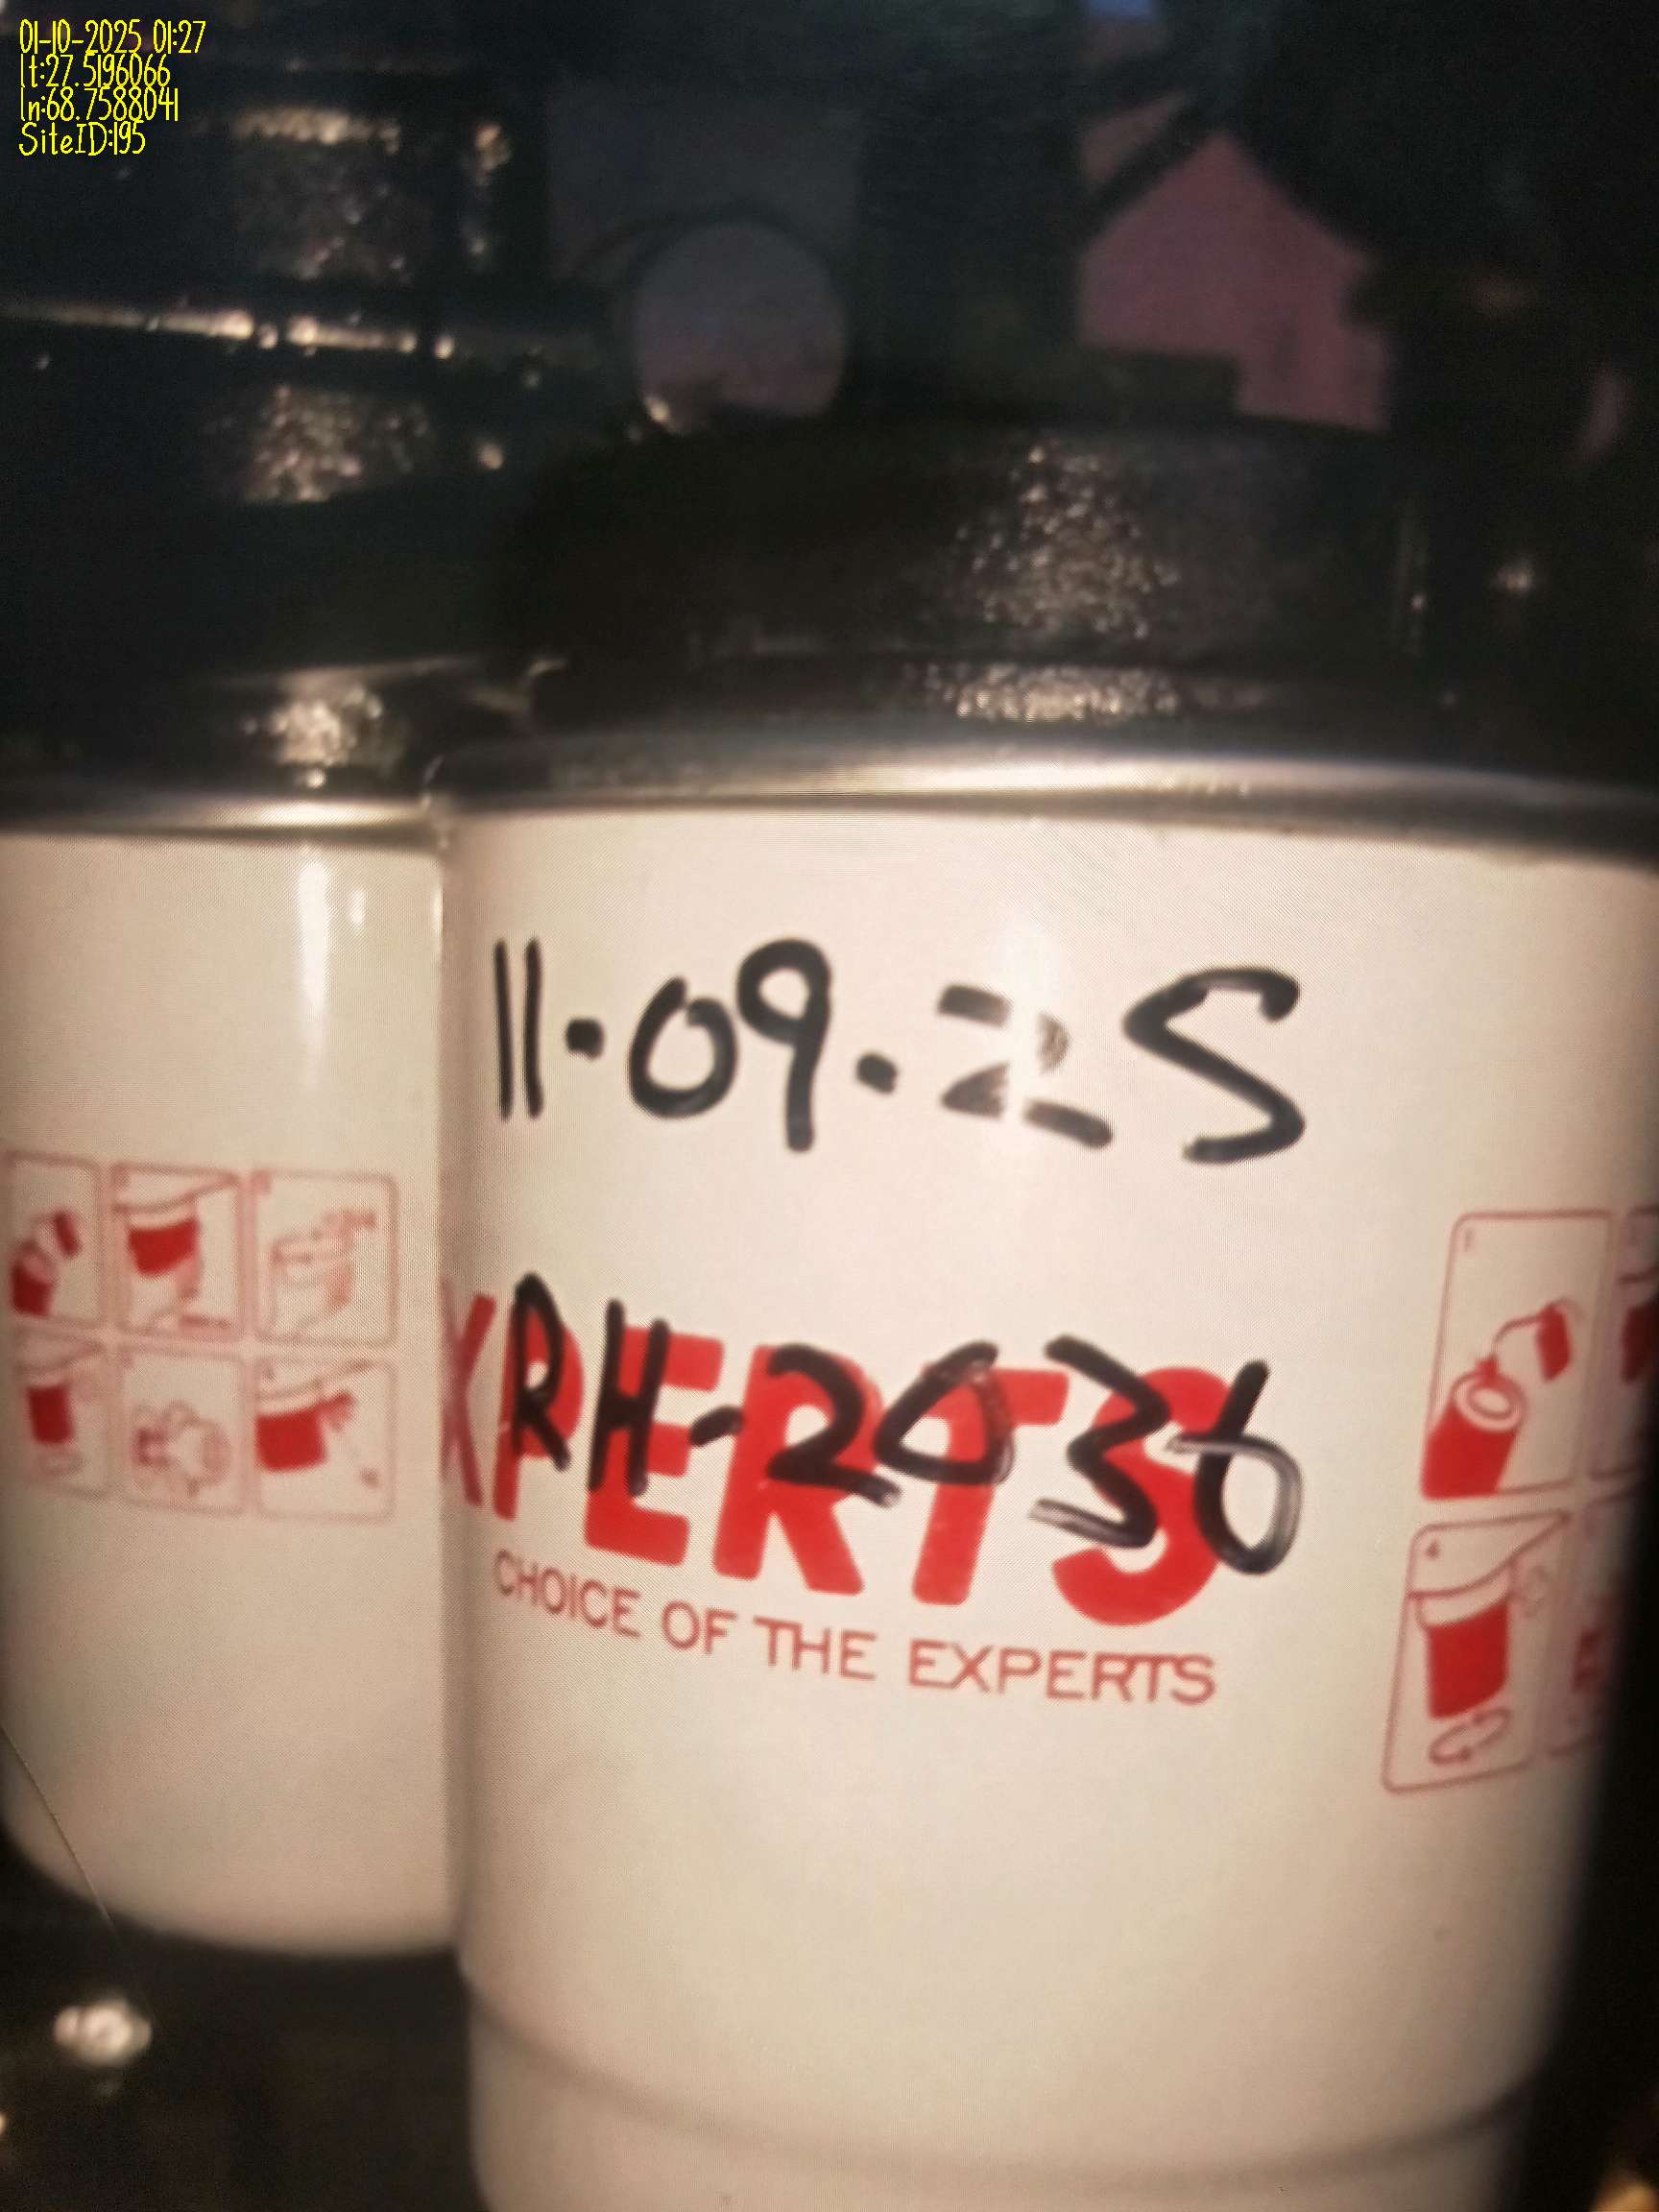 01-10-2025 01:27
lt:27.5196066
ln:68.7588041
SiteID:195
11-09.25
XPERTS
RH-2036
CHOICE OF THE EXPERTS